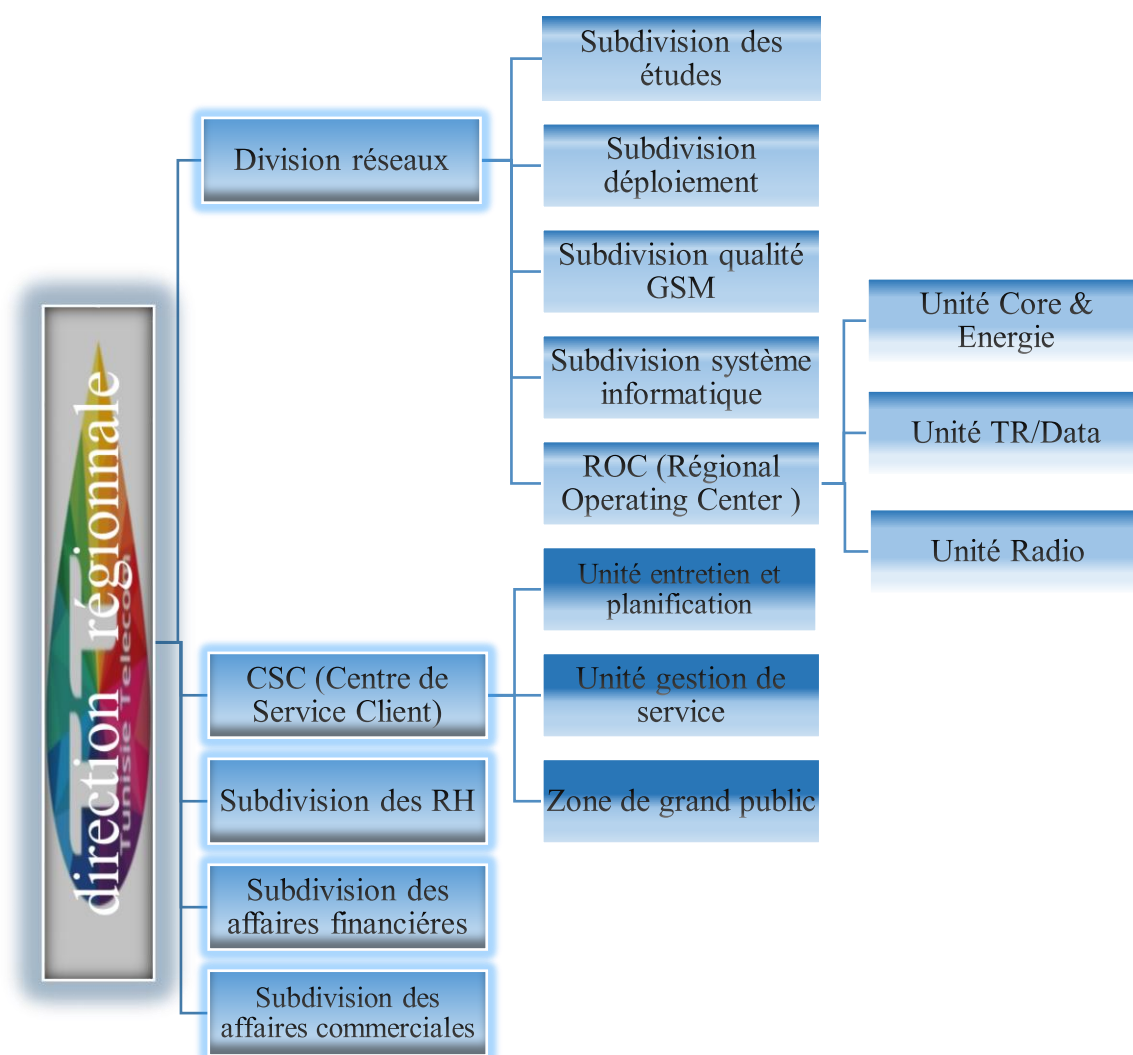 direction régionnale
Tunisie Telecom
Division réseaux
Subdivision des
études
Subdivision
déploiement
Subdivision qualité
GSM
Subdivision système
informatique
ROC (Régional
Operating Center )
Unité Core &
Energie
Unité TR/Data
Unité Radio
CSC (Centre de
Service Client)
Unité entretien et
planification
Unité gestion de
service
Zone de grand public
Subdivision des RH
Subdivision des
affaires financiéres
Subdivision des
affaires commerciales